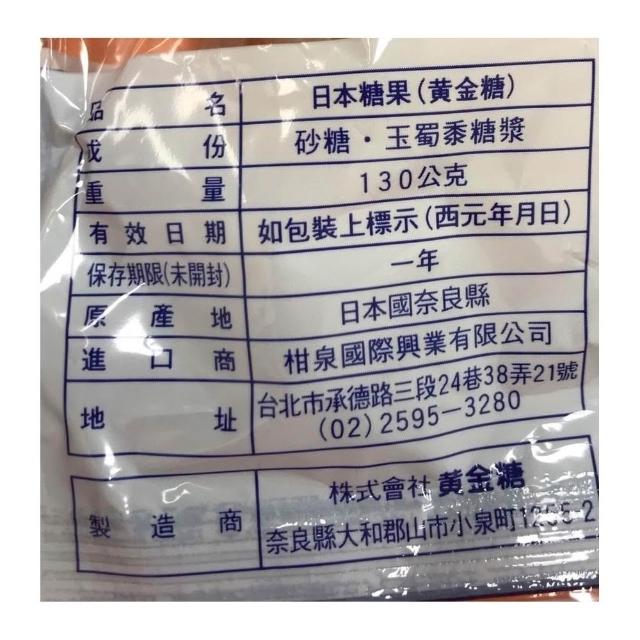 品名 日本糖果(黄金糖)
成份 砂糖・玉蜀黍糖漿
重量 130公克
有效日期 如包裝上標示(西元年月日)
保存期限(未開封) 一年
原產地 日本國奈良縣
進口商 柑泉國際興業有限公司
地址 台北市承德路三段24巷38弄21號
(02)2595-3280
製造商 株式會社 黄金糖
奈良縣大和郡山市小泉町